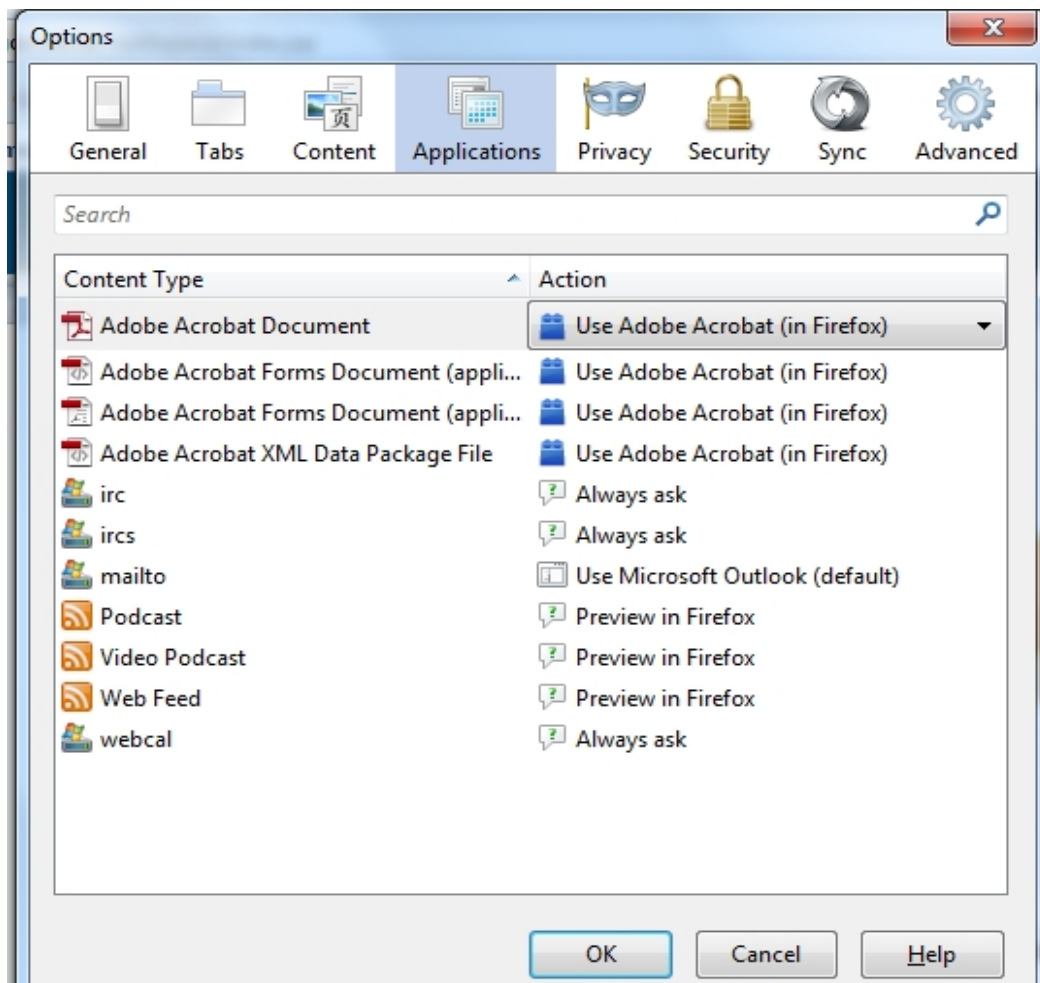 Options
General Tabs Content Applications Privacy Security Sync Advanced
Search
Content Type Action
Adobe Acrobat Document Use Adobe Acrobat (in Firefox)
Adobe Acrobat Forms Document (appli... Use Adobe Acrobat (in Firefox)
Adobe Acrobat Forms Document (appli... Use Adobe Acrobat (in Firefox)
Adobe Acrobat XML Data Package File Use Adobe Acrobat (in Firefox)
irc Always ask
ircs Always ask
mailto Use Microsoft Outlook (default)
Podcast Preview in Firefox
Video Podcast Preview in Firefox
Web Feed Preview in Firefox
webcal Always ask
OK Cancel Help
页